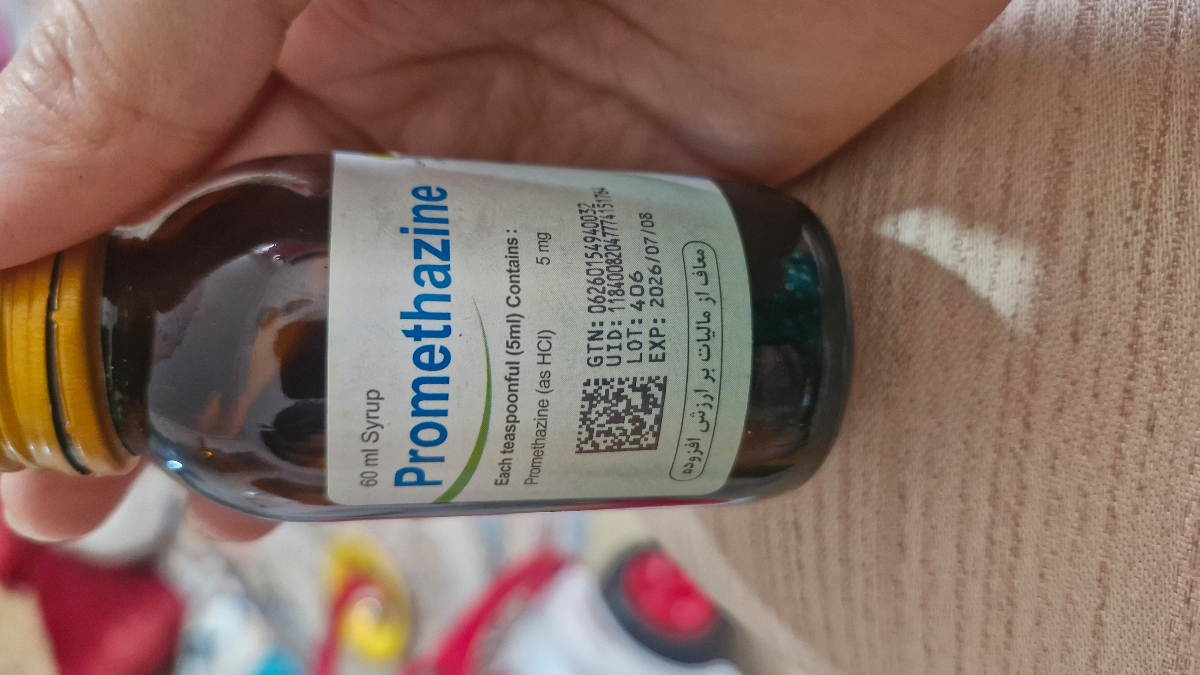 60 ml Syrup
Promethazine
Each teaspoonful (5ml) Contains:
Promethazine (as HCl) 5 mg
GTN: 06260154940032
UID: 11840082047774151764
LOT: 406
EXP: 2026/07/08
معاف از مالیات بر ارزش افزوده